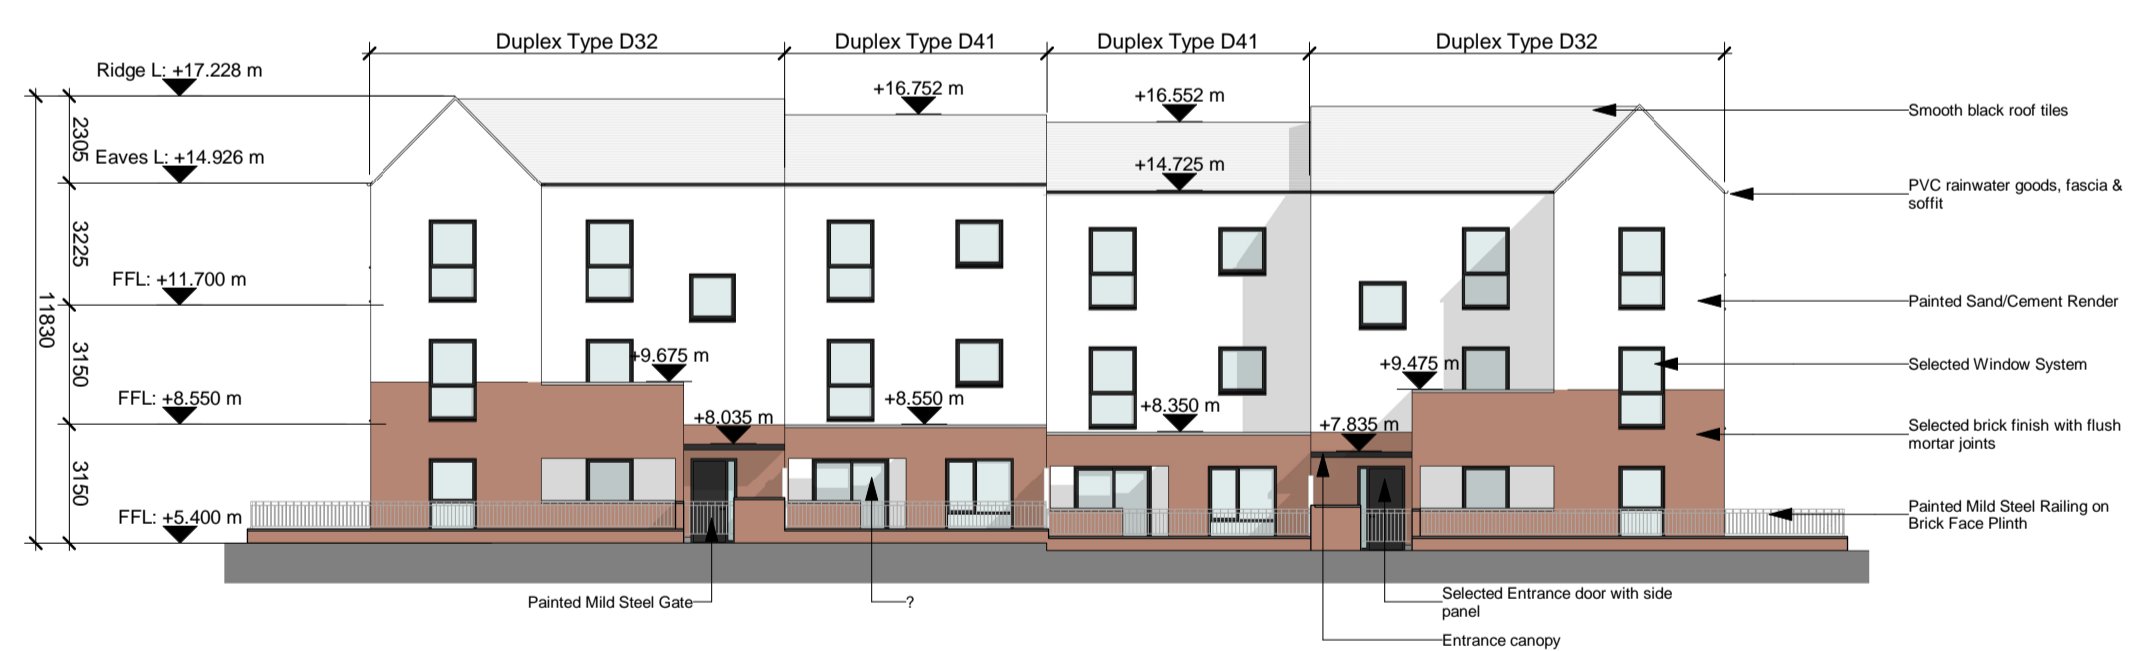 Duplex Type D32
Duplex Type D41
Duplex Type D41
Duplex Type D32
Ridge L: +17.228 m
+16.752 m
+16.552 m
Smooth black roof tiles
2305
Eaves L: +14.926 m
+14.725 m
PVC rainwater goods, fascia &
soffit
3225
FFL: +11.700 m
Painted Sand/Cement Render
11830
3150
+9.675 m
+9.475 m
Selected Window System
FFL: +8.550 m
+8.035 m
+8.550 m
+8.350 m
+7.835 m
Selected brick finish with flush
mortar joints
3150
FFL: +5.400 m
Painted Mild Steel Railing on
Brick Face Plinth
Painted Mild Steel Gate
?
Selected Entrance door with side
panel
Entrance canopy